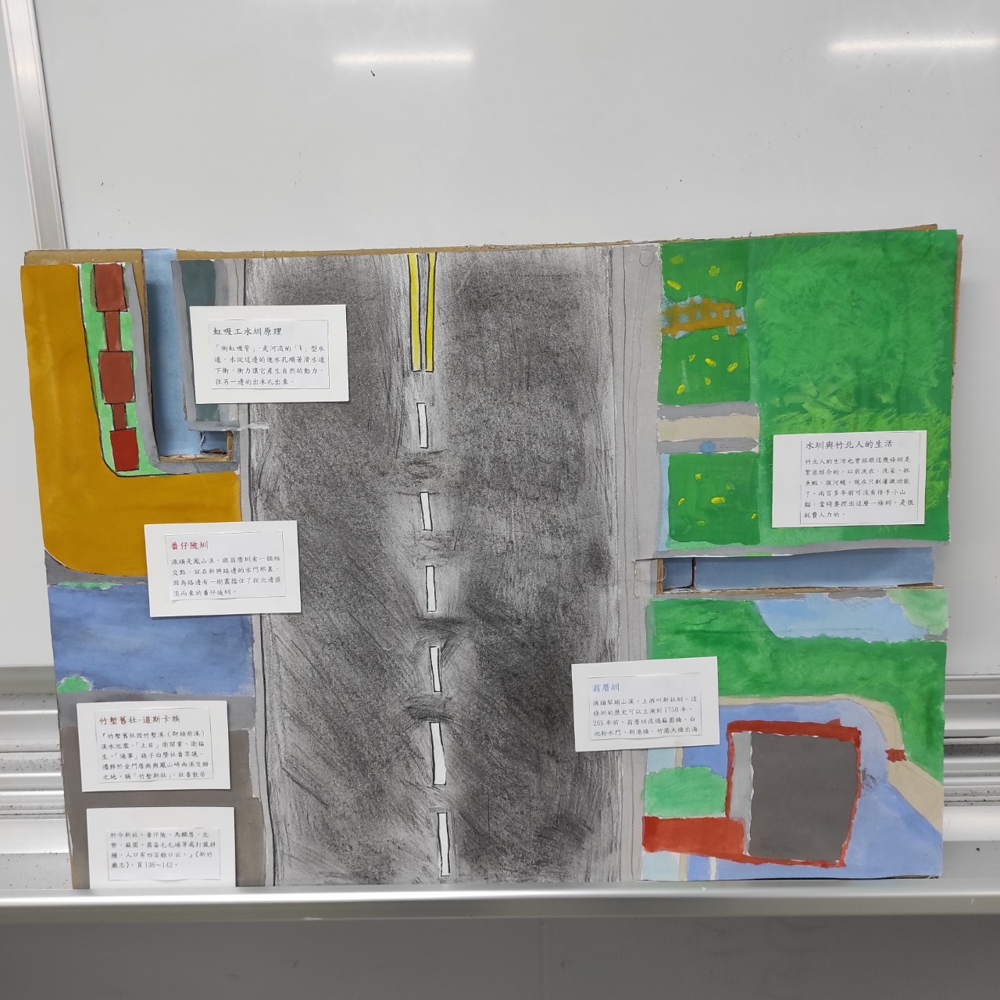 虹吸工水圳原理
「倒虹吸管」-是河流的「V」型水
道，水從這邊的進水孔順著滑水道
下衝，衝力讓它產生自然的動力，
往另一邊的出水孔出來。
番仔陂圳
源頭是鳳山溪，跟翁厝圳有一個相
交點，就在新興路邊的水門那裏，
因為路邊有一樹叢擋住了從北邊匯
流而來的番仔坡圳。
竹塹舊社-道斯卡族
『竹塹舊社因竹塹溪（即頭前溪）
溪水氾濫，「土目」衛開業、衛福
生，「通事」錢子白暨社番眾議，
遷移於金門厝與與鳳山崎兩溪交錯
之地，稱「竹塹新社」，社番散居
於今新社、番仔陂、馬麟厝、北
勢、蔴園、霧崙毛毛埔等處打獵耕
種，人口有四百餘口云。』《新竹
廳志》，頁138～142。
水圳與竹北人的生活
竹北人的生活也曾經跟這幾條圳是
緊密結合的，以前洗衣、洗菜、抓
魚蝦、摸河蜆，現在只剩灌溉功能
了。兩百多年前可沒有怪手小山
貓，當時要挖出這麼一條圳，是很
耗費人力的。
翁厝圳
源頭犁頭山溪，上游叫新社圳。這
條圳的歷史可以上溯到1750年，
265年前。翁厝圳流過麻園橋、白
地粉水門、新港橋、竹港大橋出海